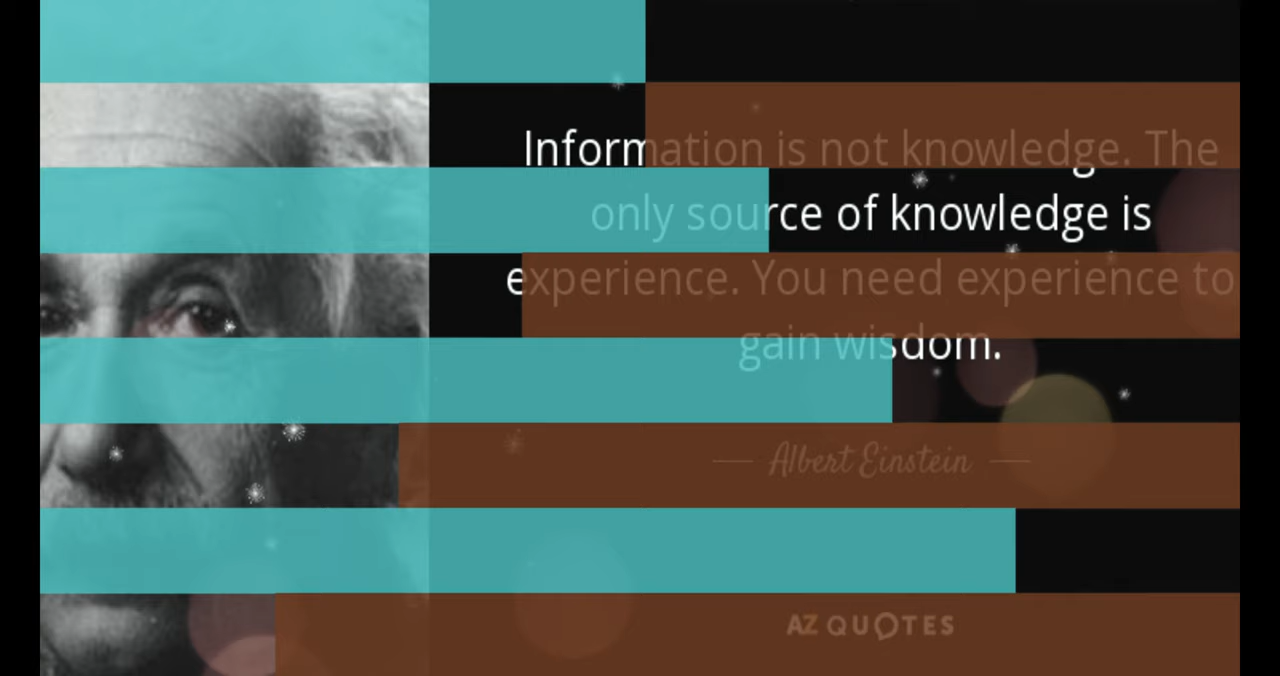 Information is not knowledge. The
only source of knowledge is
experience. You need experience to
gain wisdom.
Albert Einstein
AZ QUOTES